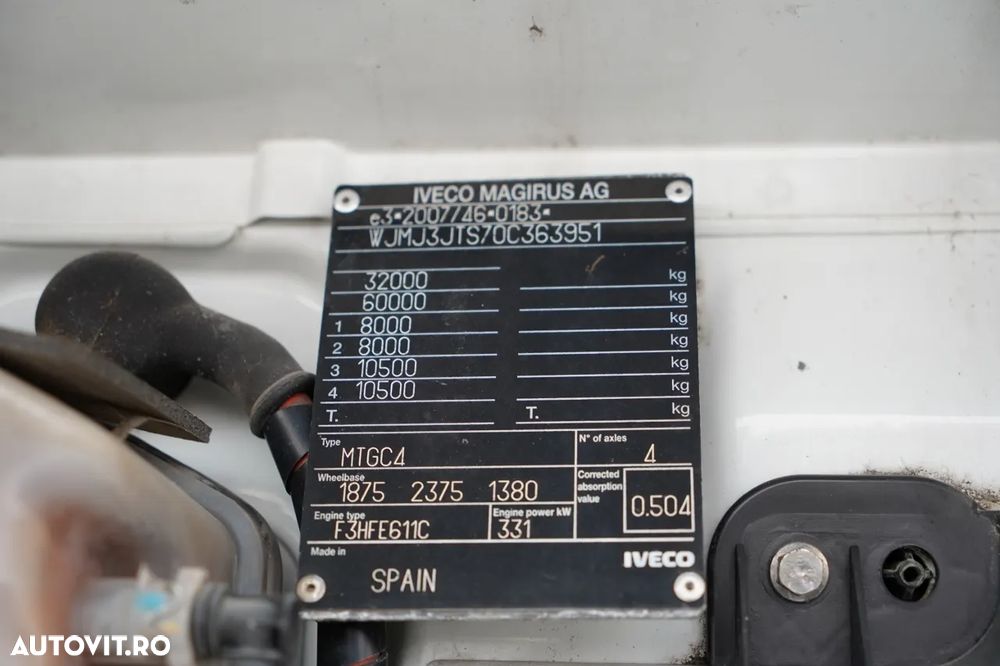 IVECO MAGIRUS AG
e3*2007/46*0183*
WJMJ3JTS70C363951
32000 kg
60000 kg
1 8000 kg
2 8000 kg
3 10500 kg
4 10500 kg
T. T. kg
Type MTGC4
N° of axles 4
Wheelbase 1875 2375 1380
Corrected absorption value 0.504
Engine type F3HFE611C
Engine power kW 331
Made in SPAIN
IVECO
AUTOVIT.RO